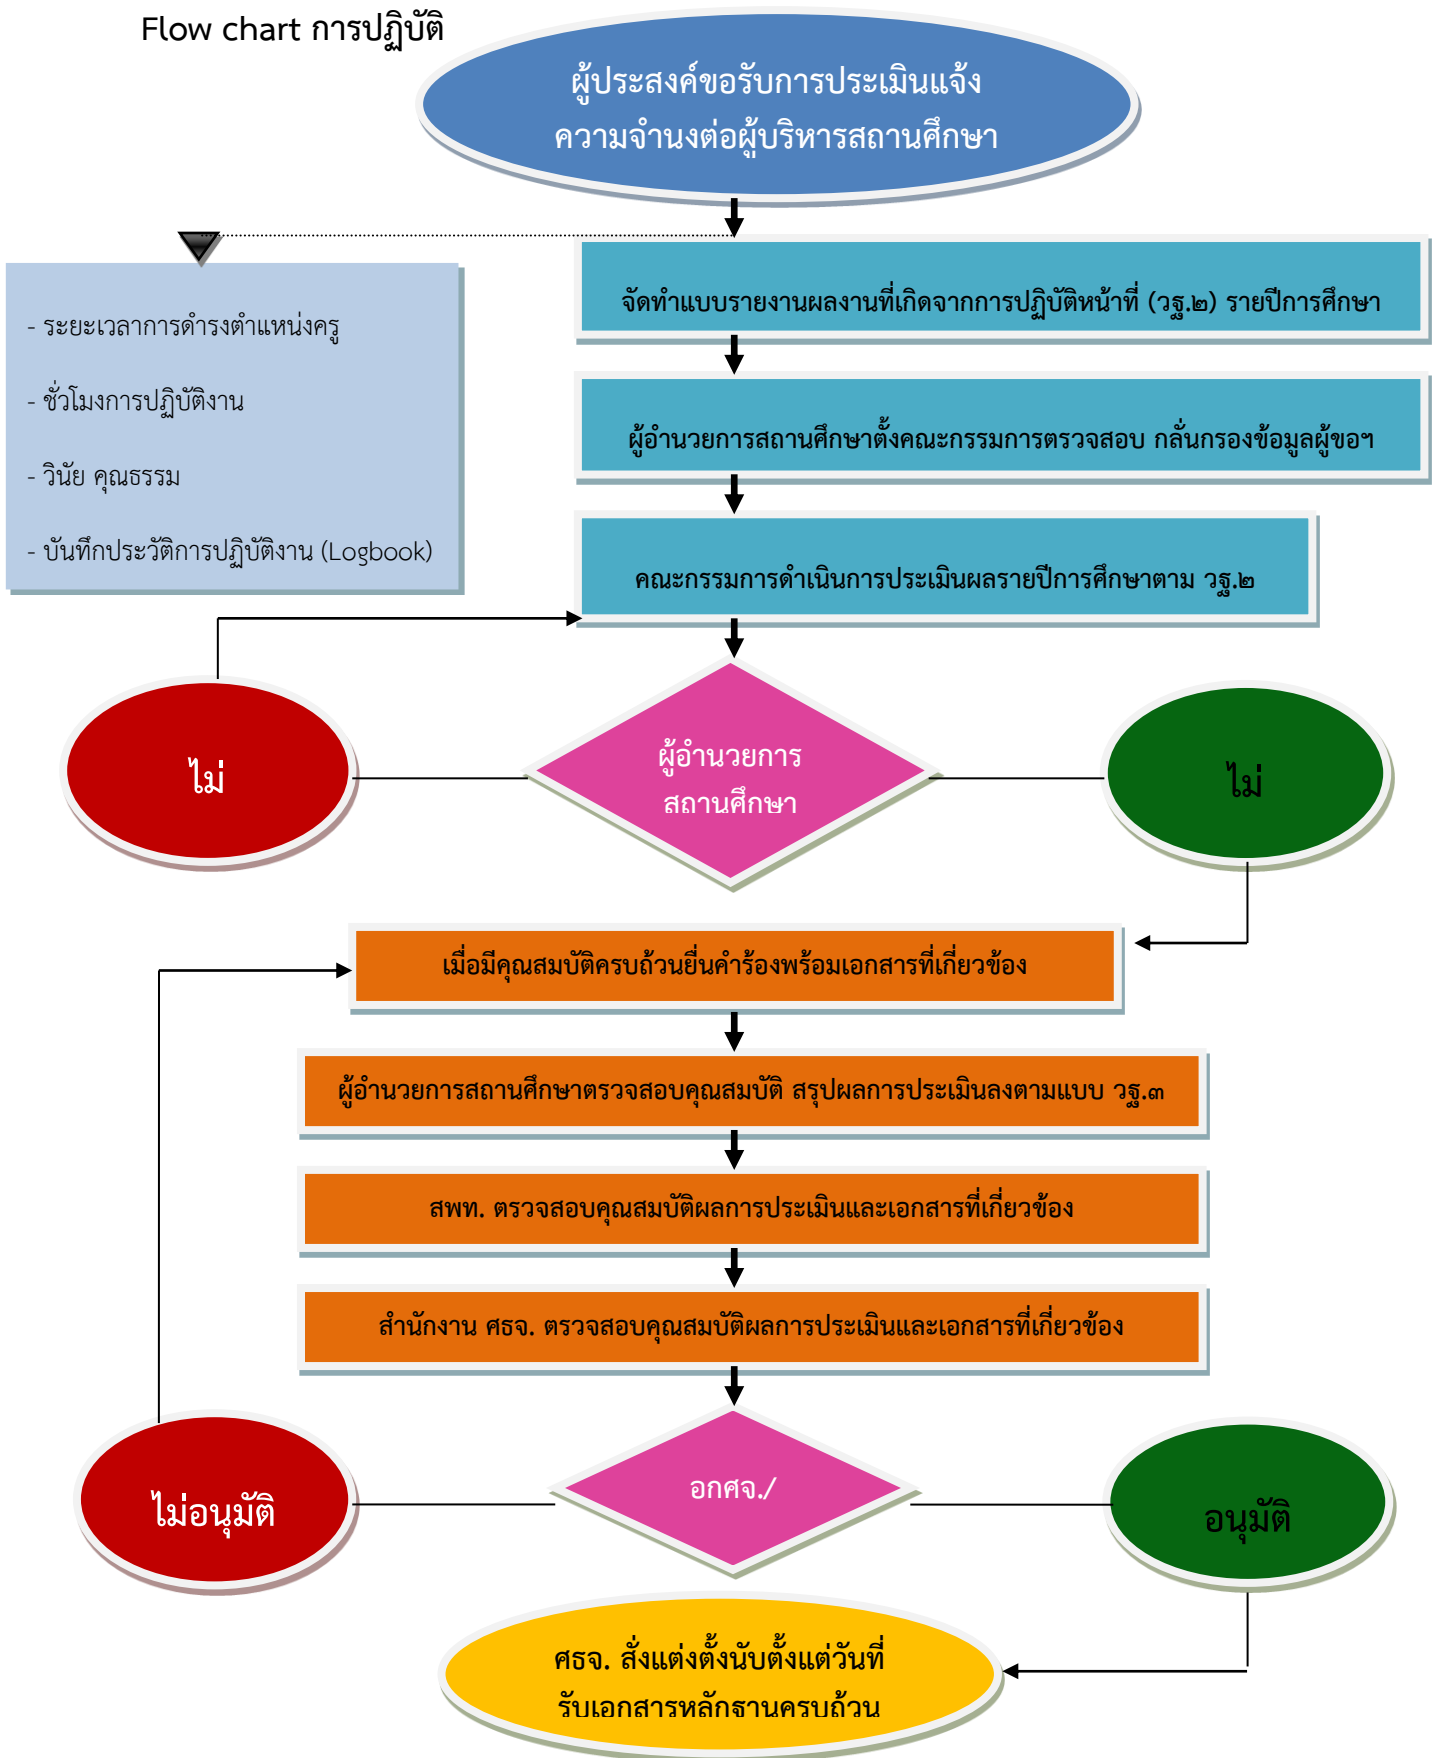 Flow chart การปฏิบัติ
ผู้ประสงค์ขอรับการประเมินแจ้ง
ความจำนงต่อผู้บริหารสถานศึกษา
จัดทำแบบรายงานผลงานที่เกิดจากการปฏิบัติหน้าที่ (วฐ.๒) รายปีการศึกษา
- ระยะเวลาการดำรงตำแหน่งครู
- ชั่วโมงการปฏิบัติงาน
- วินัย คุณธรรม
- บันทึกประวัติการปฏิบัติงาน (Logbook)
ผู้อำนวยการสถานศึกษาตั้งคณะกรรมการตรวจสอบ กลั่นกรองข้อมูลผู้ขอฯ
คณะกรรมการดำเนินการประเมินผลรายปีการศึกษาตาม วฐ.๒
ไม่
ผู้อำนวยการ
สถานศึกษา
ไม่
เมื่อมีคุณสมบัติครบถ้วนยื่นคำร้องพร้อมเอกสารที่เกี่ยวข้อง
ผู้อำนวยการสถานศึกษาตรวจสอบคุณสมบัติ สรุปผลการประเมินลงตามแบบ วฐ.๓
สพท. ตรวจสอบคุณสมบัติผลการประเมินและเอกสารที่เกี่ยวข้อง
สำนักงาน ศธจ. ตรวจสอบคุณสมบัติผลการประเมินและเอกสารที่เกี่ยวข้อง
ไม่อนุมัติ
อกศจ./
อนุมัติ
ศธจ. สั่งแต่งตั้งนับตั้งแต่วันที่
รับเอกสารหลักฐานครบถ้วน